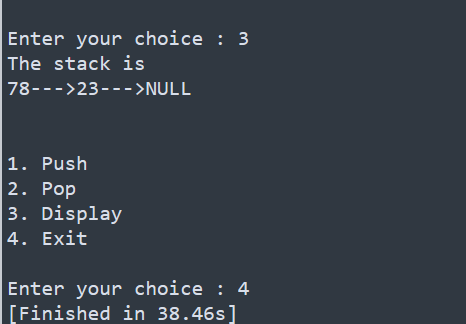 Enter your choice : 3
The stack is
78--->23--->NULL
1. Push
2. Pop
3. Display
4. Exit
Enter your choice : 4
[Finished in 38.46s]